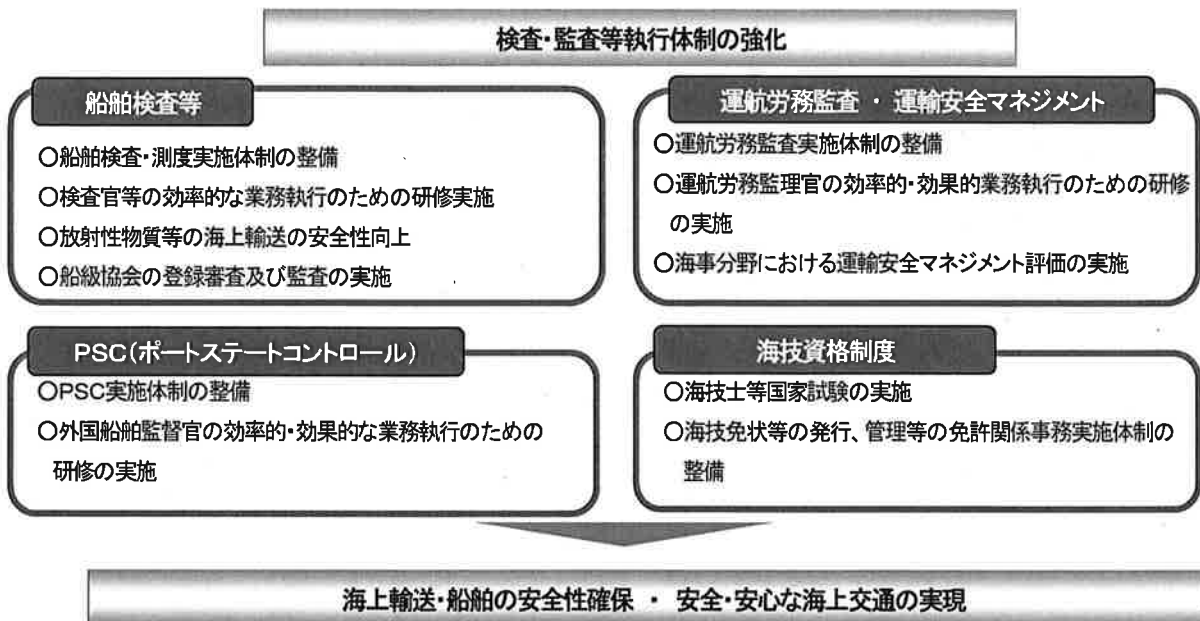 検査・監査等執行体制の強化
船舶検査等
○船舶検査・測度実施体制の整備
○検査官等の効率的な業務執行のための研修実施
○放射性物質等の海上輸送の安全性向上
○船級協会の登録審査及び監査の実施
運航労務監査 ・ 運輸安全マネジメント
○運航労務監査実施体制の整備
○運航労務監理官の効率的・効果的業務執行のための研修
の実施
○海事分野における運輸安全マネジメント評価の実施
PSC(ポートステートコントロール)
○PSC実施体制の整備
○外国船舶監督官の効率的・効果的な業務執行のための
研修の実施
海技資格制度
○海技士等国家試験の実施
○海技免状等の発行、管理等の免許関係事務実施体制の
整備
海上輸送・船舶の安全性確保 ・ 安全・安心な海上交通の実現